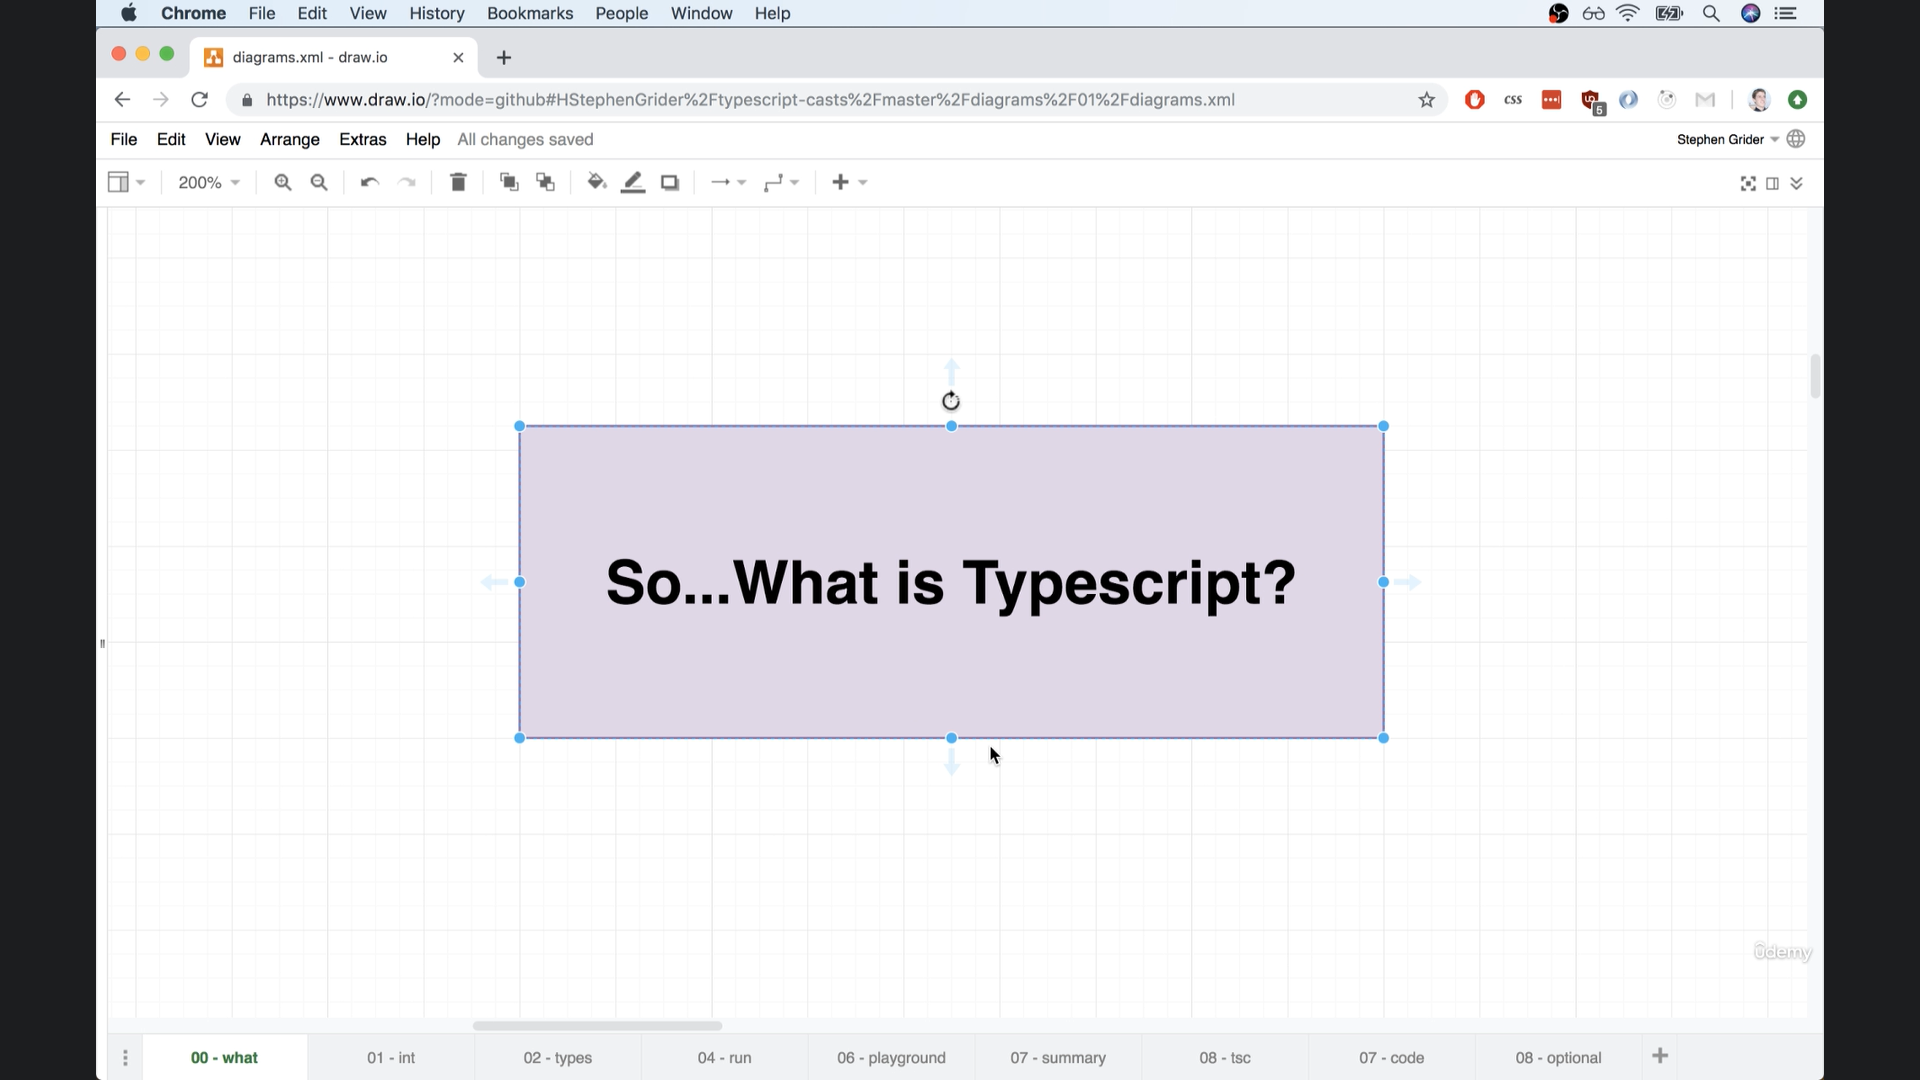 Chrome File Edit View History Bookmarks People Window Help
diagrams.xml - draw.io
https://www.draw.io/?mode=github#HStephenGrider%2Ftypescript-casts%2Fmaster%2Fdiagrams%2F01%2Fdiagrams.xml
css
5
File Edit View Arrange Extras Help All changes saved
Stephen Grider
200%
So...What is Typescript?
ûdemy
00 - what 01 - int 02 - types 04 - run 06 - playground 07 - summary 08 - tsc 07 - code 08 - optional